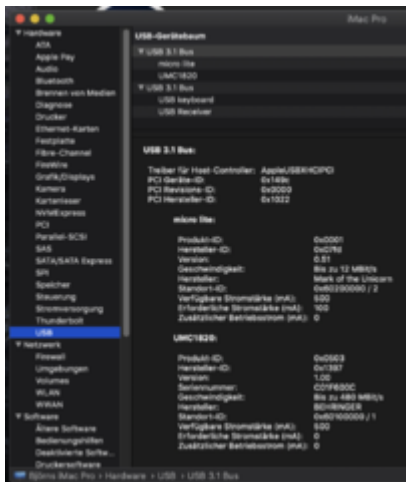 iMac Pro
Hardware
ATA
Apple Pay
Audio
Bluetooth
Brennen von Medien
Diagnose
Drucker
Ethernet-Karten
Festplatte
Fibre-Channel
FireWire
Grafik/Displays
Kamera
Kartenleser
NVMExpress
PCI
Parallel-SCSI
SAS
SATA/SATA Express
SPI
Speicher
Steuerung
Stromversorgung
Thunderbolt
USB
Netzwerk
Firewall
Umgebungen
Volumes
WLAN
WWAN
Software
Ältere Software
Bedienungshilfen
Deaktivierte Softw...
Druckersoftware
USB-Gerätebaum
USB 3.1 Bus
micro lite
UMC1820
USB 3.1 Bus
USB keyboard
USB Receiver
USB 3.1 Bus:
Treiber für Host-Controller: AppleUSBXHCIPCI
PCI Geräte-ID: 0x149c
PCI Revisions-ID: 0x0000
PCI Hersteller-ID: 0x1022
micro lite:
Produkt-ID: 0x0001
Hersteller-ID: 0x07fd
Version: 0.51
Geschwindigkeit: Bis zu 12 MBit/s
Hersteller: Mark of the Unicorn
Standort-ID: 0x60200000 / 2
Verfügbare Stromstärke (mA): 500
Erforderliche Stromstärke (mA): 100
Zusätzlicher Betriebsstrom (mA): 0
UMC1820:
Produkt-ID: 0x0503
Hersteller-ID: 0x1397
Version: 1.00
Seriennummer:
Geschwindigkeit: Bis zu 480 MBit/s
Hersteller: BEHRINGER
Standort-ID: 0x60100000 / 1
Verfügbare Stromstärke (mA): 500
Erforderliche Stromstärke (mA): 0
Zusätzlicher Betriebsstrom (mA): 0
Björns iMac Pro › Hardware › USB › USB 3.1 Bus